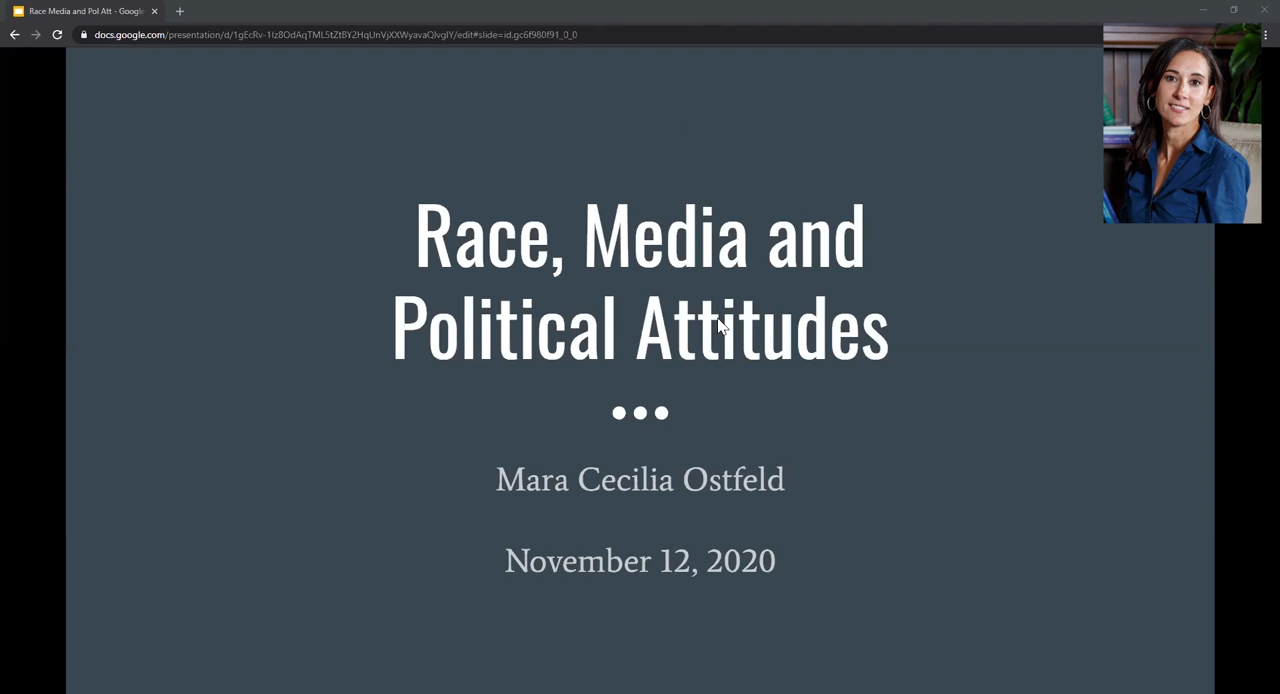 Race Media and Pol Att - Google
docs.google.com/presentation/d/1gEcRv-1Iz8OdAqTML5tZtBY2HqUnVjXXWyavaQIvgIY/edit#slide=id.gc6f980f91_0_0
Race, Media and
Political Attitudes
Mara Cecilia Ostfeld
November 12, 2020